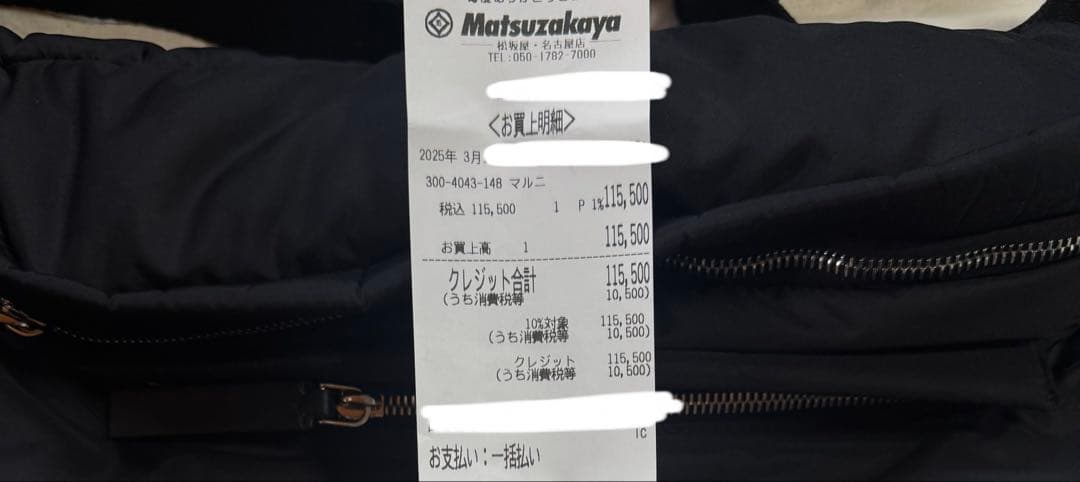 Matsuzakaya
松坂屋・名古屋店
TEL:050-1782-7000
<お買上明細>
2025年 3月
300-4043-148 マルニ
税込 115,500 1 P 1% 115,500
お買上高 1 115,500
クレジット合計 115,500
(うち消費税等 10,500)
10%対象 115,500
(うち消費税等 10,500)
クレジット 115,500
(うち消費税等 10,500)
IC
お支払い:一括払い